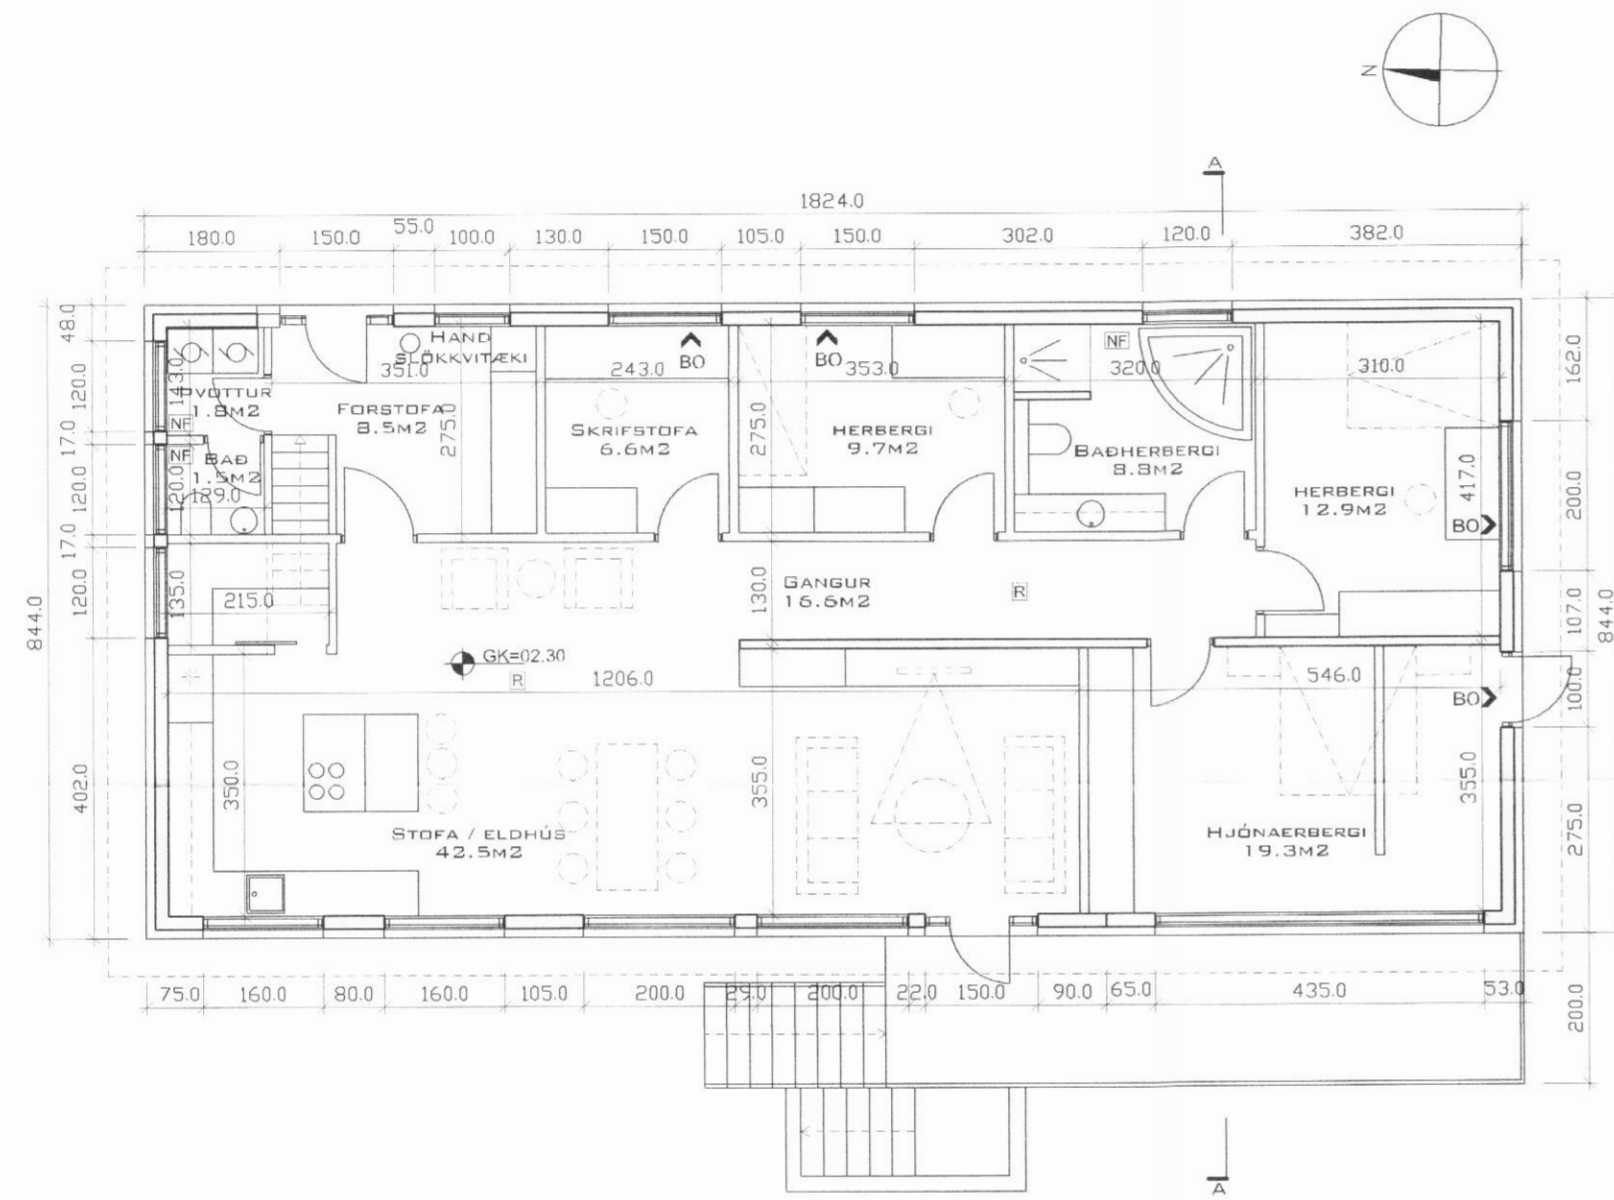 N
A
1824.0
180.0 150.0 55.0 100.0 130.0 150.0 105.0 150.0 302.0 120.0 382.0
48.0
120.0
17.0
120.0
17.0
120.0
402.0
844.0
HAND
SLÖKKVITÆKI
351.0
143.0
ÞVOTTUR
1.8M2
NF
NF
BAÐ
1.5M2
120.0
129.0
FORSTOFA
8.5M2
275.0
BO
243.0
SKRIFSTOFA
6.6M2
BO
353.0
275.0
HERBERGI
9.7M2
NF
320.0
BAÐHERBERGI
8.8M2
310.0
HERBERGI
12.9M2
417.0
BO
135.0
215.0
GANGUR
16.6M2
130.0
R
GK=02.30
R
1206.0
546.0
BO
350.0
355.0
355.0
STOFA / ELDHÚS
42.5M2
HJÓNAERBERGI
19.3M2
162.0
200.0
107.0
100.0
275.0
200.0
844.0
75.0 160.0 80.0 160.0 105.0 200.0 29.0 200.0 22.0 150.0 90.0 65.0 435.0 53.0
A